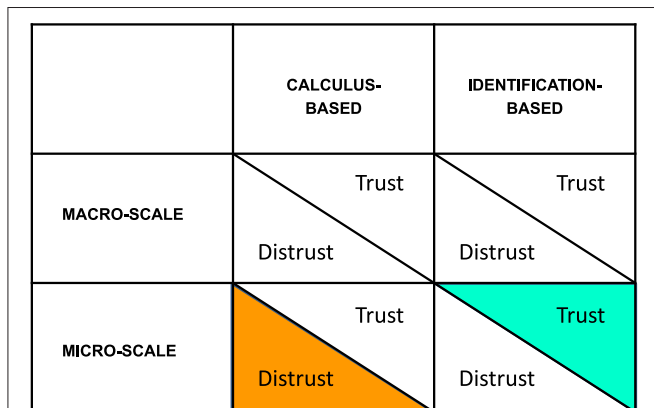 CALCULUS-
BASED
IDENTIFICATION-
BASED
MACRO-SCALE
Trust
Distrust
Trust
Distrust
MICRO-SCALE
Trust
Distrust
Trust
Distrust